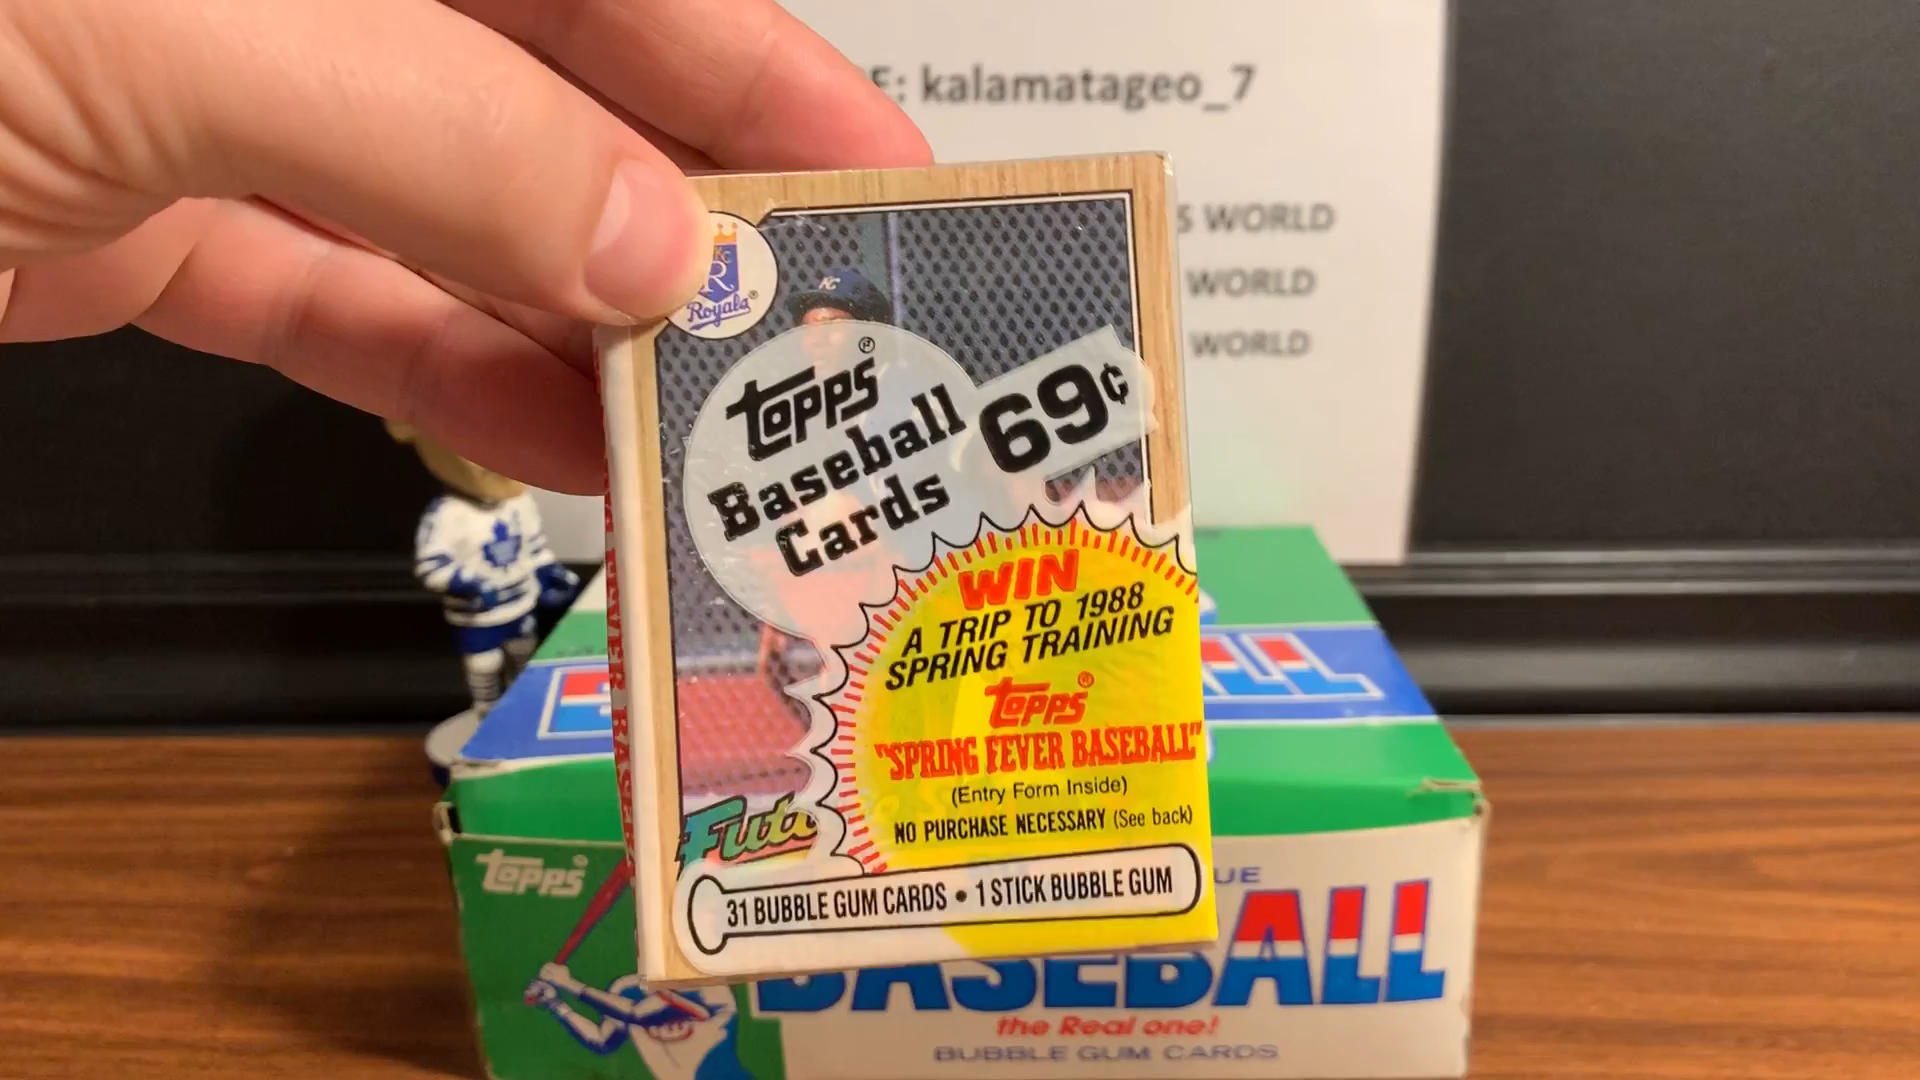 E: kalamatageo_7
S WORLD
WORLD
WORLD
KC
R
Royals®
Topps®
Baseball
Cards
69¢
WIN
A TRIP TO 1988
SPRING TRAINING
Topps®
"SPRING FEVER BASEBALL"
(Entry Form Inside)
NO PURCHASE NECESSARY (See back)
Futu
31 BUBBLE GUM CARDS • 1 STICK BUBBLE GUM
Topps®
UE
BASEBALL
the Real one!
BUBBLE GUM CARDS